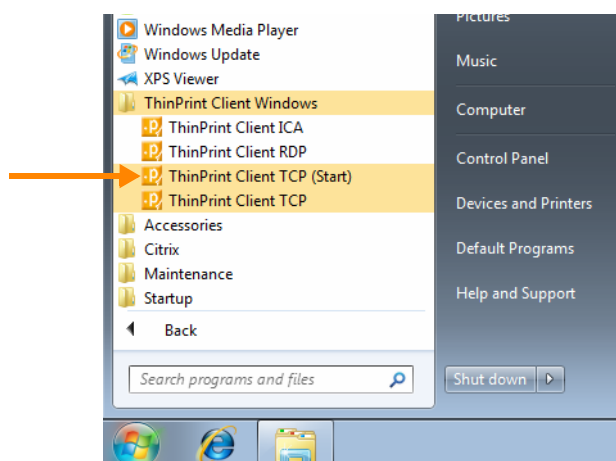 Windows Media Player
Windows Update
XPS Viewer
ThinPrint Client Windows
ThinPrint Client ICA
ThinPrint Client RDP
ThinPrint Client TCP (Start)
ThinPrint Client TCP
Accessories
Citrix
Maintenance
Startup
Back
Search programs and files
Pictures
Music
Computer
Control Panel
Devices and Printers
Default Programs
Help and Support
Shut down